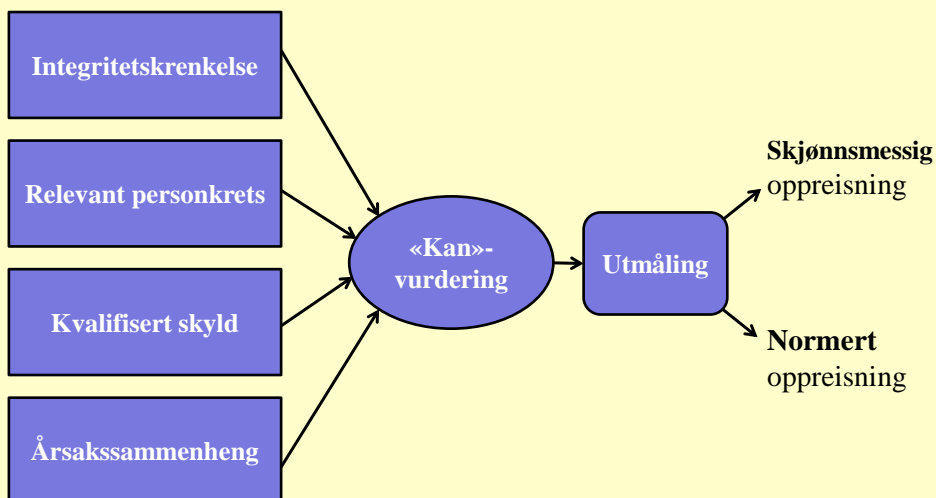 Integritetskrenkelse
Relevant personkrets
Kvalifisert skyld
Årsakssammenheng
«Kan»-
vurdering
Utmåling
Skjønnsmessig
oppreisning
Normert
oppreisning